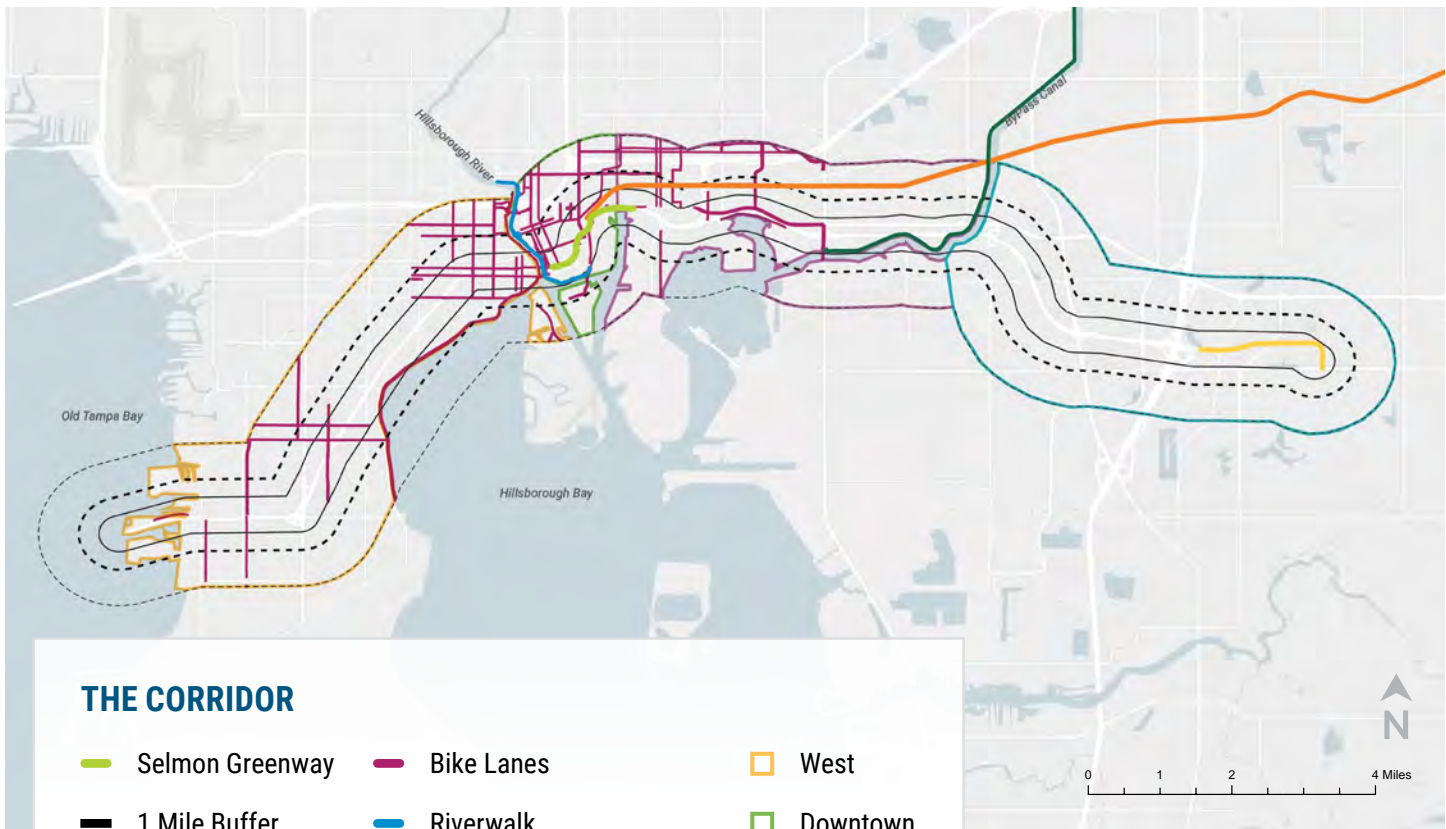 ByPass Canal
Hillsborough River
Old Tampa Bay
Hillsborough Bay
THE CORRIDOR
Selmon Greenway
Bike Lanes
West
1 Mile Buffer
Riverwalk
Downtown
N
0 1 2 4 Miles